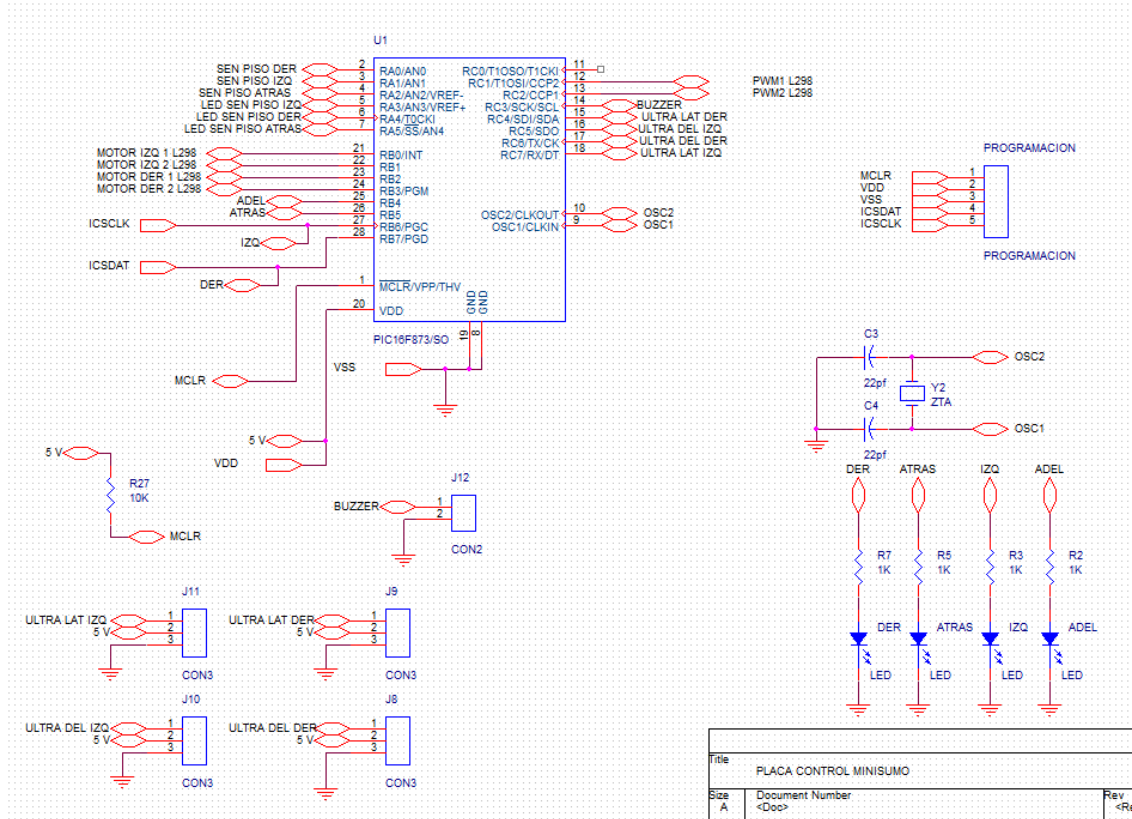 U1
SEN PISO DER 2 RA0/AN0 RC0/T1OSO/T1CKI 11
SEN PISO IZQ 3 RA1/AN1 RC1/T1OSI/CCP2 12 PWM1 L298
SEN PISO ATRAS 4 RA2/AN2/VREF- RC2/CCP1 13 PWM2 L298
LED SEN PISO IZQ 5 RA3/AN3/VREF+ RC3/SCK/SCL 14 BUZZER
LED SEN PISO DER 6 RA4/T0CKI RC4/SDI/SDA 15 ULTRA LAT DER
LED SEN PISO ATRAS 7 RA5/SS/AN4 RC5/SDO 16 ULTRA DEL IZQ
RC6/TX/CK 17 ULTRA DEL DER
MOTOR IZQ 1 L298 21 RB0/INT RC7/RX/DT 18 ULTRA LAT IZQ
MOTOR IZQ 2 L298 22 RB1
MOTOR DER 1 L298 23 RB2
MOTOR DER 2 L298 24 RB3/PGM
ADEL 25 RB4
ATRAS 26 RB5 OSC2/CLKOUT 10 OSC2
ICSCLK 27 RB6/PGC OSC1/CLKIN 9 OSC1
IZQ 28 RB7/PGD
ICSDAT
DER 1 MCLR/VPP/THV
20 VDD GND GND
19 8
PIC16F873/SO
VSS
MCLR
5 V
VDD
PROGRAMACION
MCLR 1
VDD 2
VSS 3
ICSDAT 4
ICSCLK 5
PROGRAMACION
C3
22pf
OSC2
Y2
ZTA
C4
22pf
OSC1
5 V
R27
10K
MCLR
J12
BUZZER 1
2
CON2
DER ATRAS IZQ ADEL
R7 R5 R3 R2
1K 1K 1K 1K
DER ATRAS IZQ ADEL
LED LED LED LED
J11
ULTRA LAT IZQ 1
5 V 2
3
CON3
J9
ULTRA LAT DER 1
5 V 2
3
CON3
J10
ULTRA DEL IZQ 1
5 V 2
3
CON3
J8
ULTRA DEL DER 1
5 V 2
3
CON3
Title
PLACA CONTROL MINISUMO
Size Document Number Rev
A <Doc> <Re